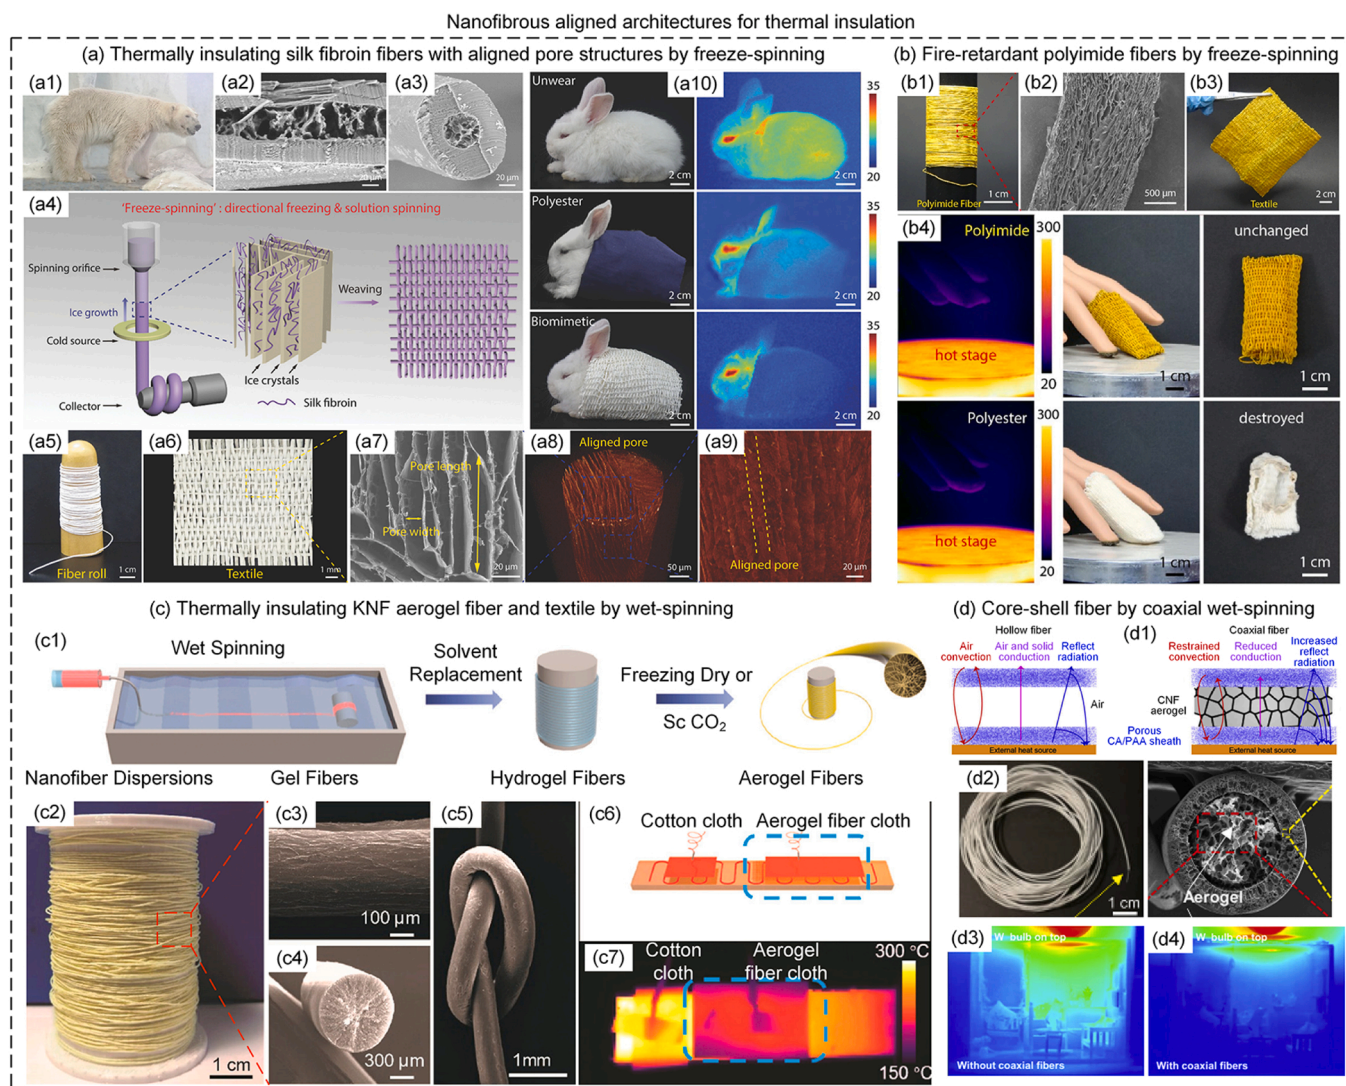 Nanofibrous aligned architectures for thermal insulation
(a) Thermally insulating silk fibroin fibers with aligned pore structures by freeze-spinning
(a1)
(a2)
20 µm
(a3)
20 µm
(a4)
'Freeze-spinning' : directional freezing & solution spinning
Spinning orifice
Ice growth
Cold source
Collector
Ice crystals
Silk fibroin
Weaving
(a5)
Fiber roll
1 cm
(a6)
Textile
1 mm
(a7)
Pore length
Pore width
20 µm
(a8)
Aligned pore
50 µm
(a9)
Aligned pore
20 µm
(a10)
Unwear
2 cm
2 cm
35
20
Polyester
2 cm
2 cm
35
20
Biomimetic
2 cm
2 cm
35
20
(b) Fire-retardant polyimide fibers by freeze-spinning
(b1)
Polyimide Fiber
1 cm
(b2)
500 µm
(b3)
Textile
2 cm
(b4)
Polyimide
hot stage
300
20
1 cm
unchanged
1 cm
Polyester
hot stage
300
20
1 cm
destroyed
1 cm
(c) Thermally insulating KNF aerogel fiber and textile by wet-spinning
(c1)
Wet Spinning
Solvent
Replacement
Freezing Dry or
Sc CO2
Nanofiber Dispersions
Gel Fibers
Hydrogel Fibers
Aerogel Fibers
(c2)
1 cm
(c3)
100 µm
(c4)
300 µm
(c5)
1mm
(c6)
Cotton cloth
Aerogel fiber cloth
(c7)
Cotton
cloth
Aerogel
fiber cloth
300 °C
150 °C
(d) Core-shell fiber by coaxial wet-spinning
(d1)
Hollow fiber
Air
convection
Air and solid
conduction
Reflect
radiation
Air
External heat source
Coaxial fiber
Restrained
convection
Reduced
conduction
Increased
reflect
radiation
CNF
aerogel
Porous
CA/PAA sheath
External heat source
(d2)
1 cm
Aerogel
(d3)
W bulb on top
Without coaxial fibers
(d4)
W bulb on top
With coaxial fibers